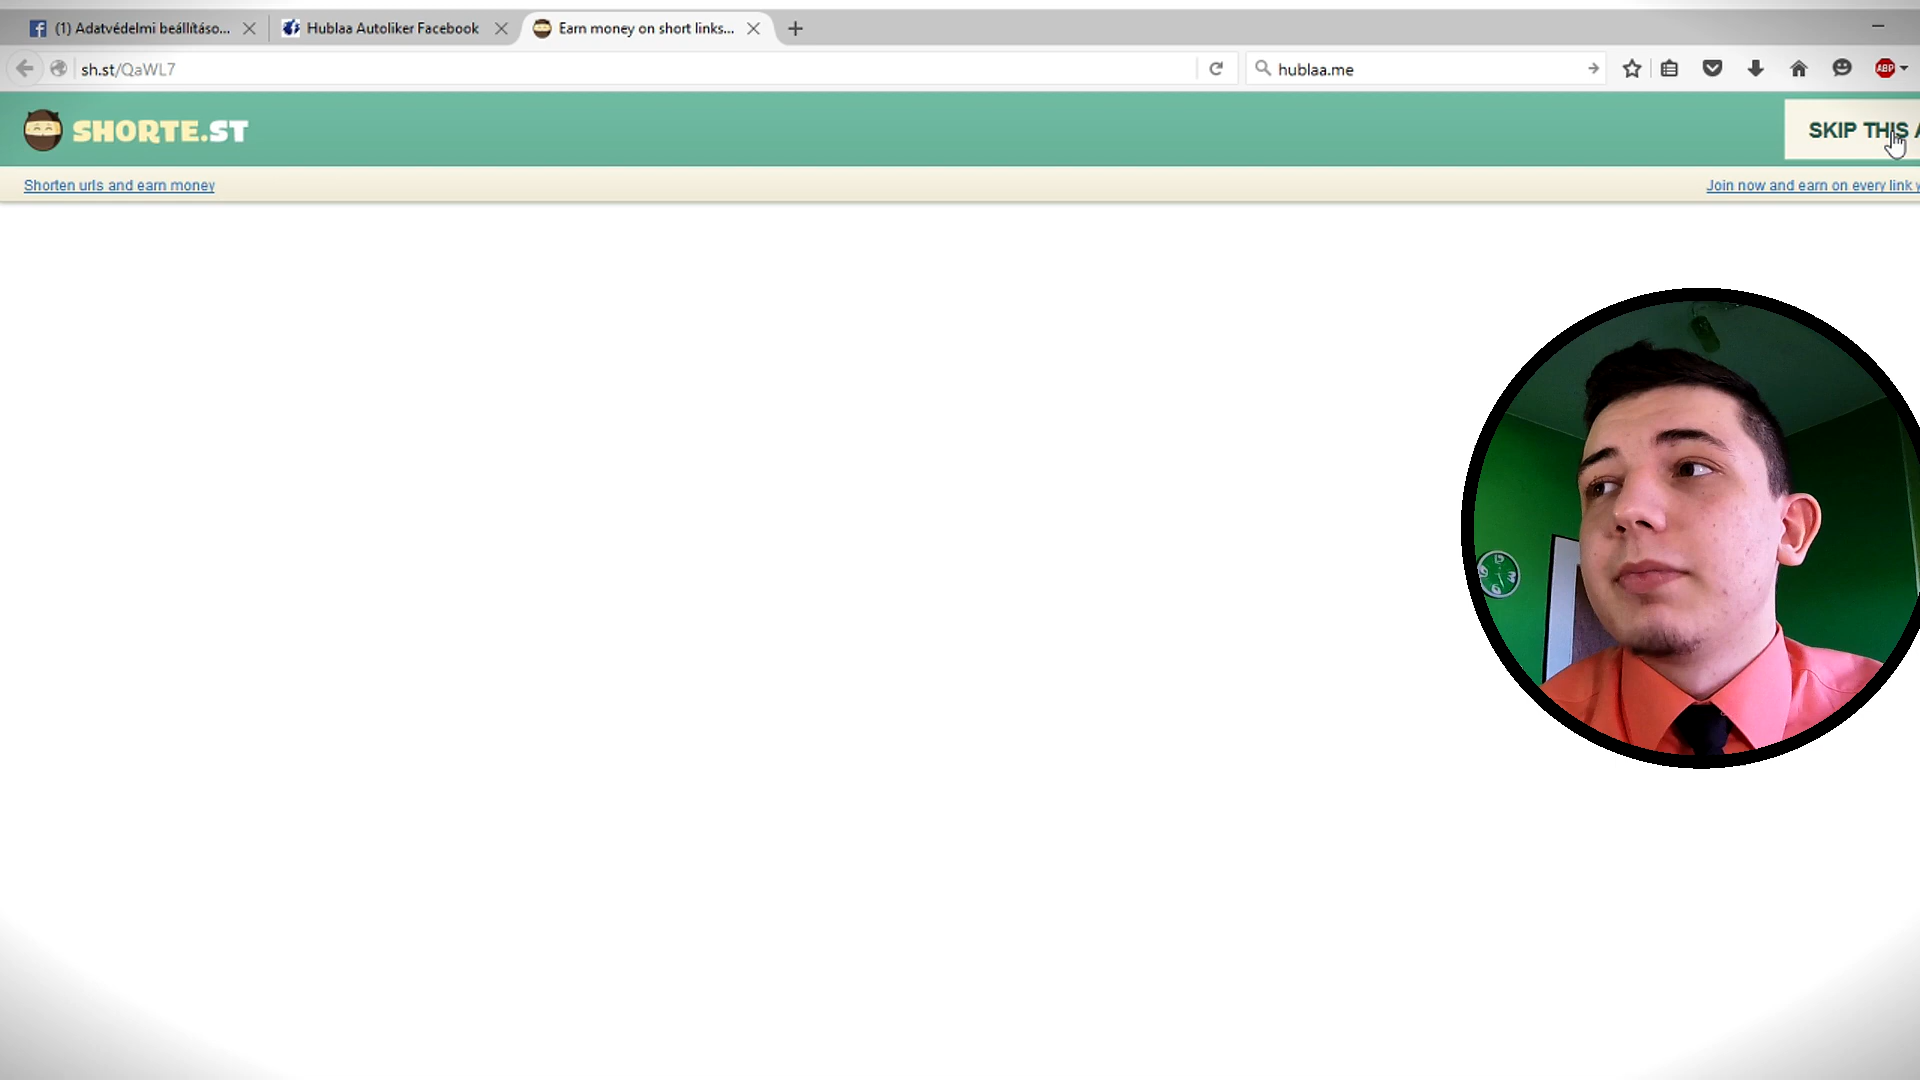 (1) Adatvédelmi beállításo...
Hublaa Autoliker Facebook
Earn money on short links...
sh.st/QaWL7
hublaa.me
ABP
SHORTE.ST
SKIP THIS A
Shorten urls and earn money
Join now and earn on every link